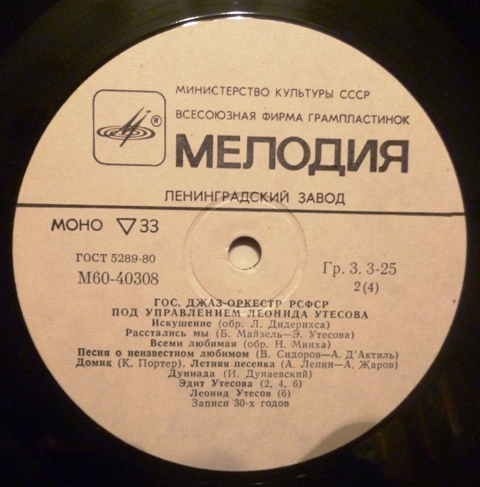 МИНИСТЕРСТВО КУЛЬТУРЫ СССР
ВСЕСОЮЗНАЯ ФИРМА ГРАМПЛАСТИНОК
®
МЕЛОДИЯ
ЛЕНИНГРАДСКИЙ ЗАВОД
МОНО ▽ 33
ГОСТ 5289-80
М60-40308
Гр. 3. 3-25
2 (4)
ГОС. ДЖАЗ-ОРКЕСТР РСФСР
ПОД УПРАВЛЕНИЕМ ЛЕОНИДА УТЕСОВА
Искушение (обр. Л. Дидерихса)
Расстались мы (Б. Майзель—Э. Утесова)
Всеми любимая (обр. Н. Минха)
Песня о неизвестном любимом (В. Сидоров—А. Д'Актиль)
Домик (К. Портер). Летняя песенка (А. Лепин—А. Жаров)
Дуниада (И. Дунаевский)
Эдит Утесова (2, 4, 6)
Леонид Утесов (6)
Записи 30-х годов